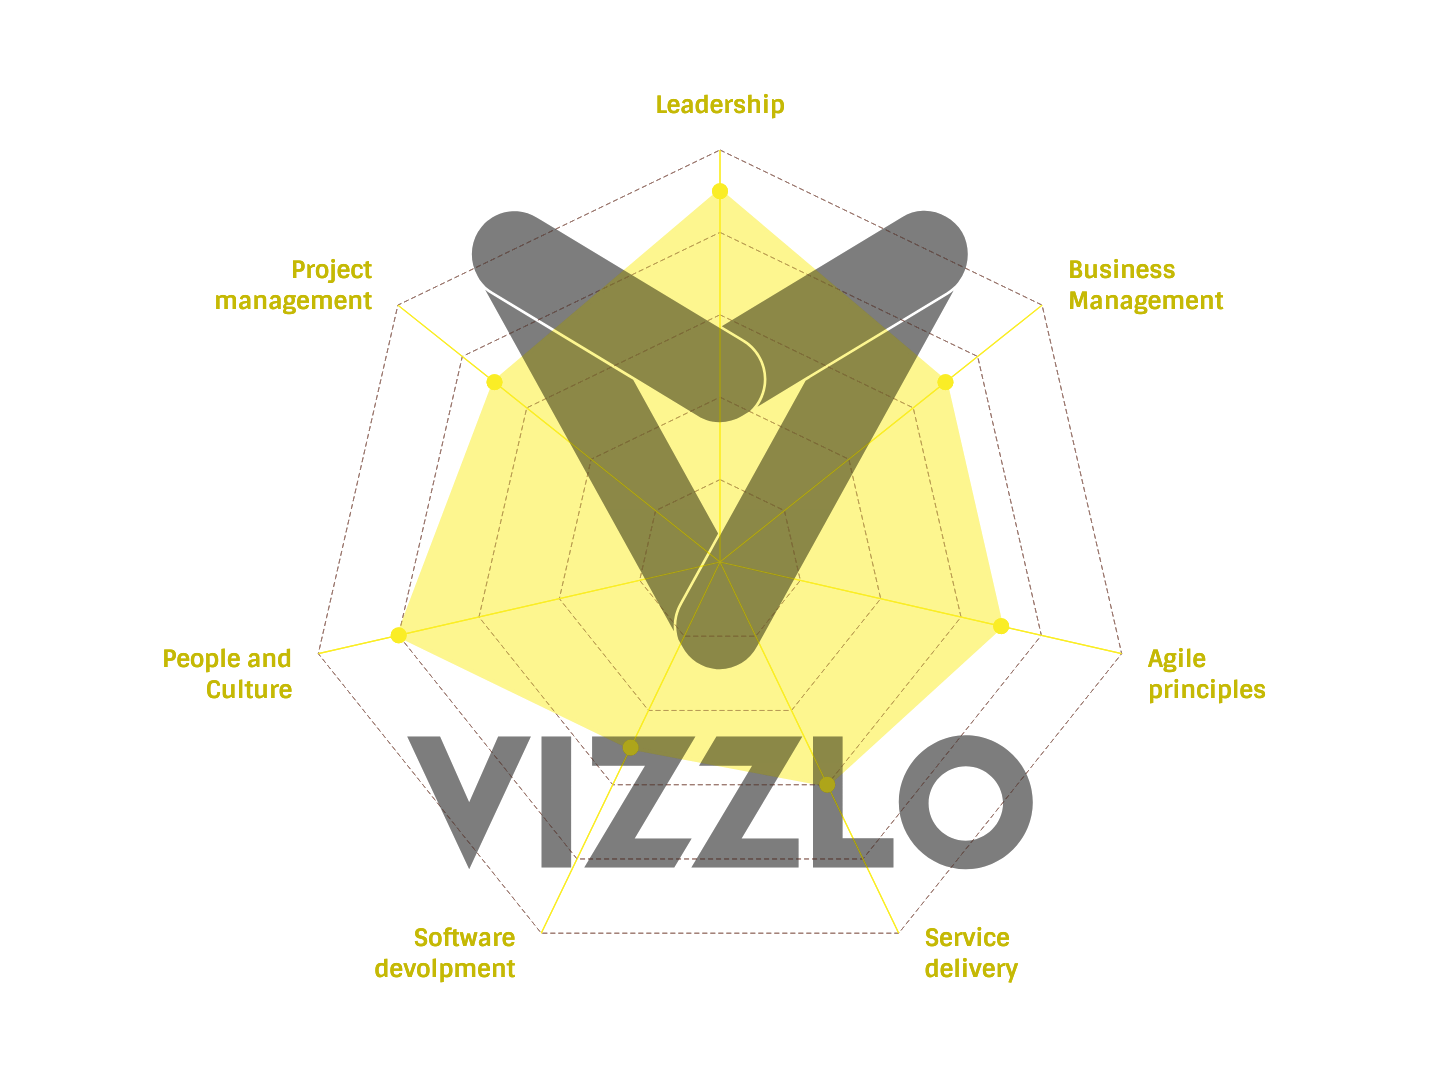 Leadership
Project
management
Business
Management
People and
Culture
Agile
principles
VIZZLO
Software
devolpment
Service
delivery